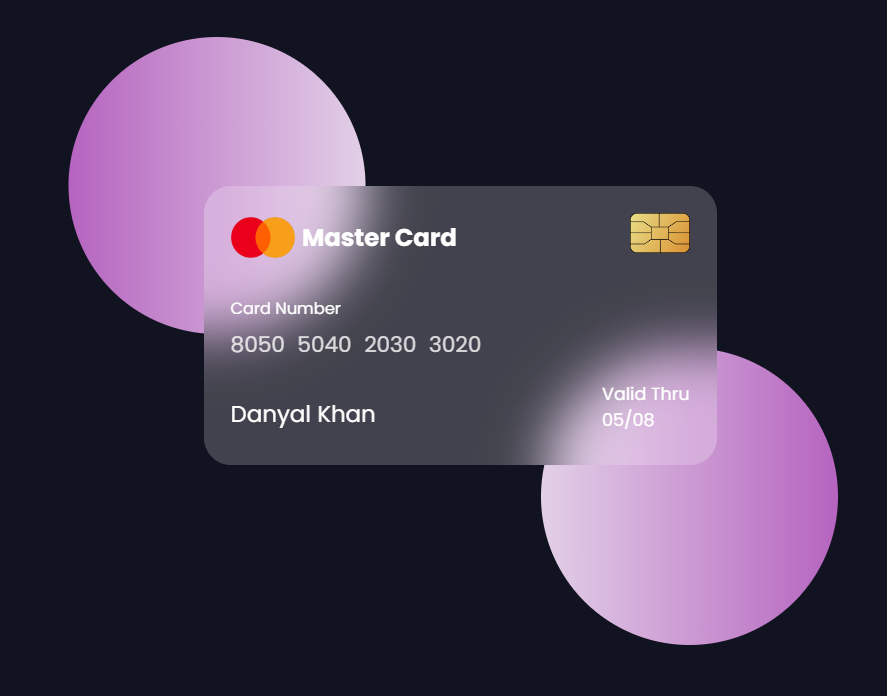 Master Card
Card Number
8050 5040 2030 3020
Valid Thru
05/08
Danyal Khan